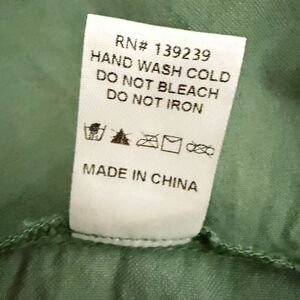 RN# 139239
HAND WASH COLD
DO NOT BLEACH
DO NOT IRON
MADE IN CHINA